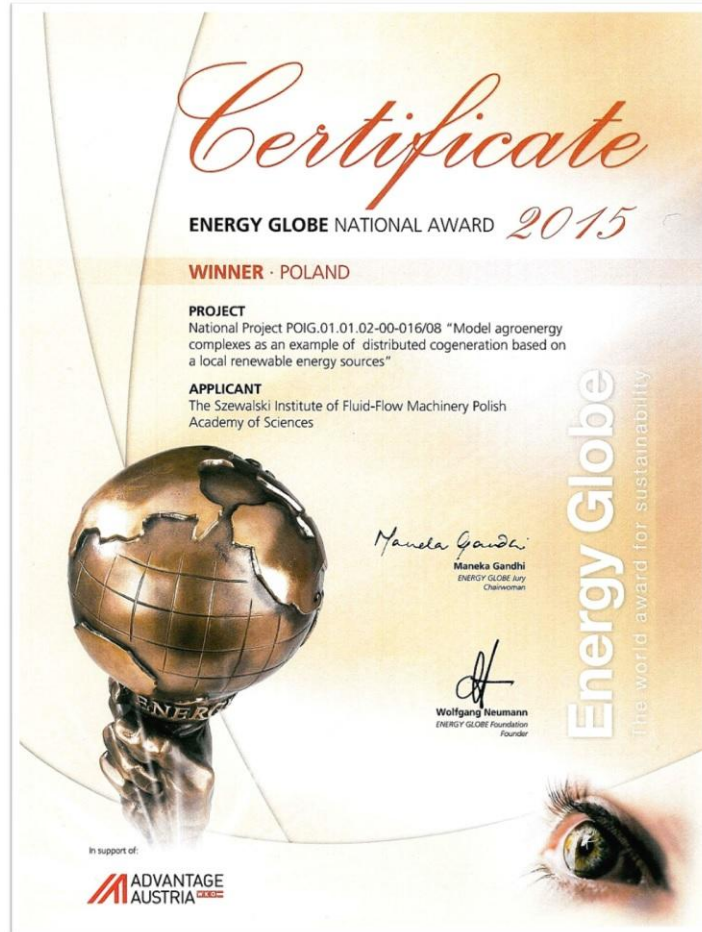 Certificate
ENERGY GLOBE NATIONAL AWARD 2015
WINNER · POLAND
PROJECT
National Project POIG.01.01.02-00-016/08 "Model agroenergy
complexes as an example of distributed cogeneration based on
a local renewable energy sources"
APPLICANT
The Szewalski Institute of Fluid-Flow Machinery Polish
Academy of Sciences
Maneka Gandhi
Maneka Gandhi
ENERGY GLOBE Jury
Chairwoman
Wolfgang Neumann
ENERGY GLOBE Foundation
Founder
Energy Globe
The world award for sustainability
ENERGY
In support of:
ADVANTAGE
AUSTRIA WKO